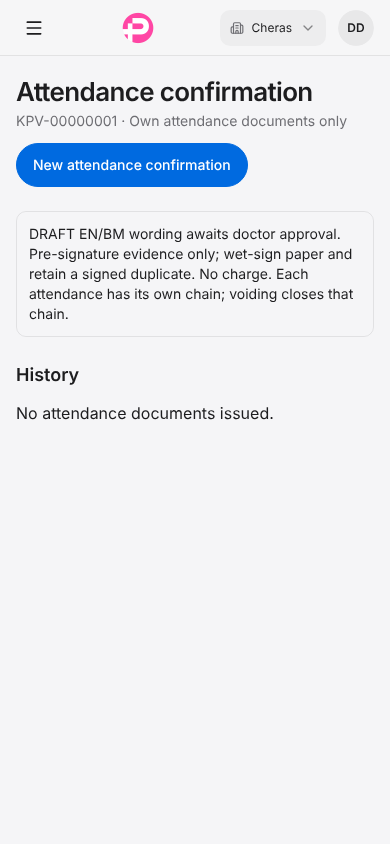 Cheras
DD
Attendance confirmation
KPV-00000001 · Own attendance documents only
New attendance confirmation
DRAFT EN/BM wording awaits doctor approval.
Pre-signature evidence only; wet-sign paper and
retain a signed duplicate. No charge. Each
attendance has its own chain; voiding closes that
chain.
History
No attendance documents issued.